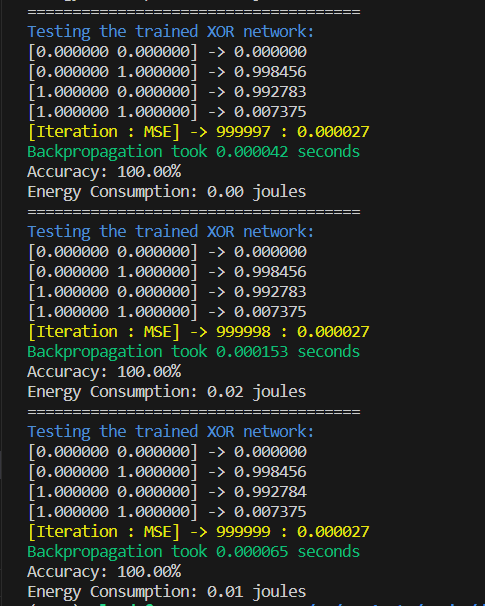 =====================================
Testing the trained XOR network:
[0.000000 0.000000] -> 0.000000
[0.000000 1.000000] -> 0.998456
[1.000000 0.000000] -> 0.992783
[1.000000 1.000000] -> 0.007375
[Iteration : MSE] -> 999997 : 0.000027
Backpropagation took 0.000042 seconds
Accuracy: 100.00%
Energy Consumption: 0.00 joules
=====================================
Testing the trained XOR network:
[0.000000 0.000000] -> 0.000000
[0.000000 1.000000] -> 0.998456
[1.000000 0.000000] -> 0.992783
[1.000000 1.000000] -> 0.007375
[Iteration : MSE] -> 999998 : 0.000027
Backpropagation took 0.000153 seconds
Accuracy: 100.00%
Energy Consumption: 0.02 joules
=====================================
Testing the trained XOR network:
[0.000000 0.000000] -> 0.000000
[0.000000 1.000000] -> 0.998456
[1.000000 0.000000] -> 0.992784
[1.000000 1.000000] -> 0.007375
[Iteration : MSE] -> 999999 : 0.000027
Backpropagation took 0.000065 seconds
Accuracy: 100.00%
Energy Consumption: 0.01 joules